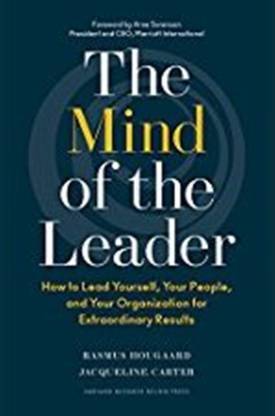 Foreword by Arne Sorenson
President and CEO, Marriott International
The
Mind
of the
Leader
How to Lead Yourself, Your People,
and Your Organization for
Extraordinary Results
RASMUS HOUGAARD
JACQUELINE CARTER
HARVARD BUSINESS REVIEW PRESS